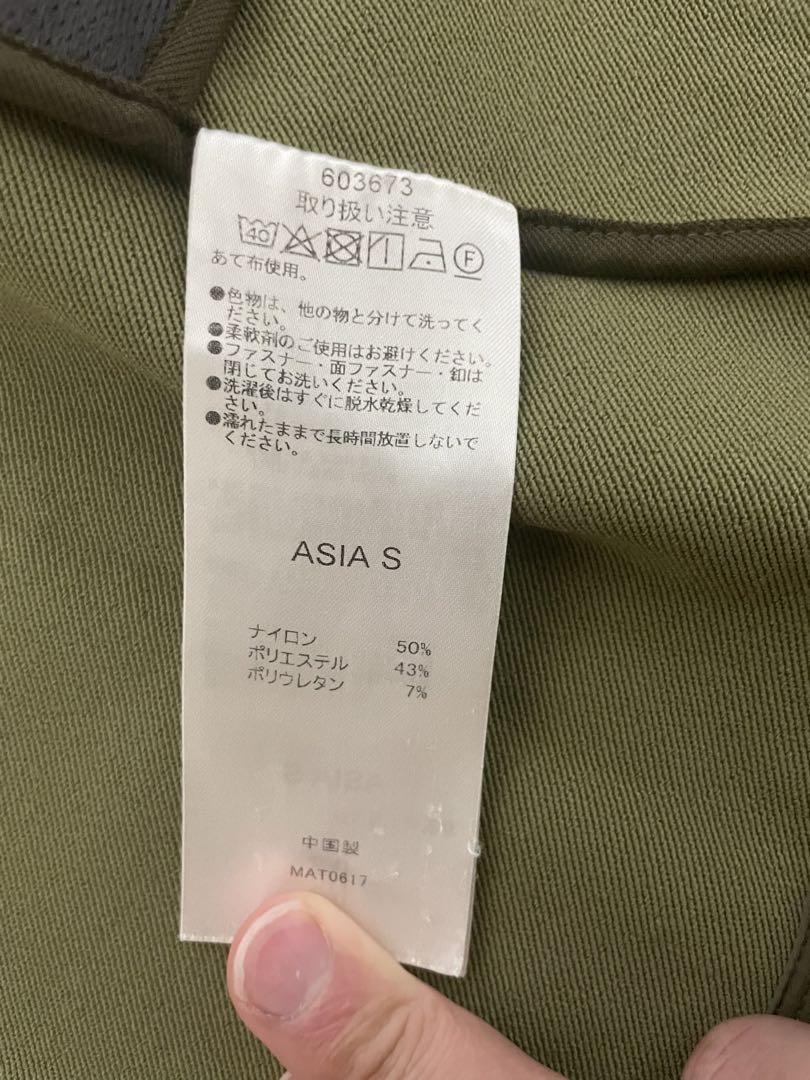 603673
取り扱い注意
40
F
あて布使用。
●色物は、他の物と分けて洗ってく
ださい。
●柔軟剤のご使用はお避けください。
●ファスナー・面ファスナー・釦は
閉じてお洗いください。
●洗濯後はすぐに脱水乾燥してくだ
さい。
●濡れたままで長時間放置しないで
ください。
ASIA S
ナイロン 50%
ポリエステル 43%
ポリウレタン 7%
中国製
MAT0617